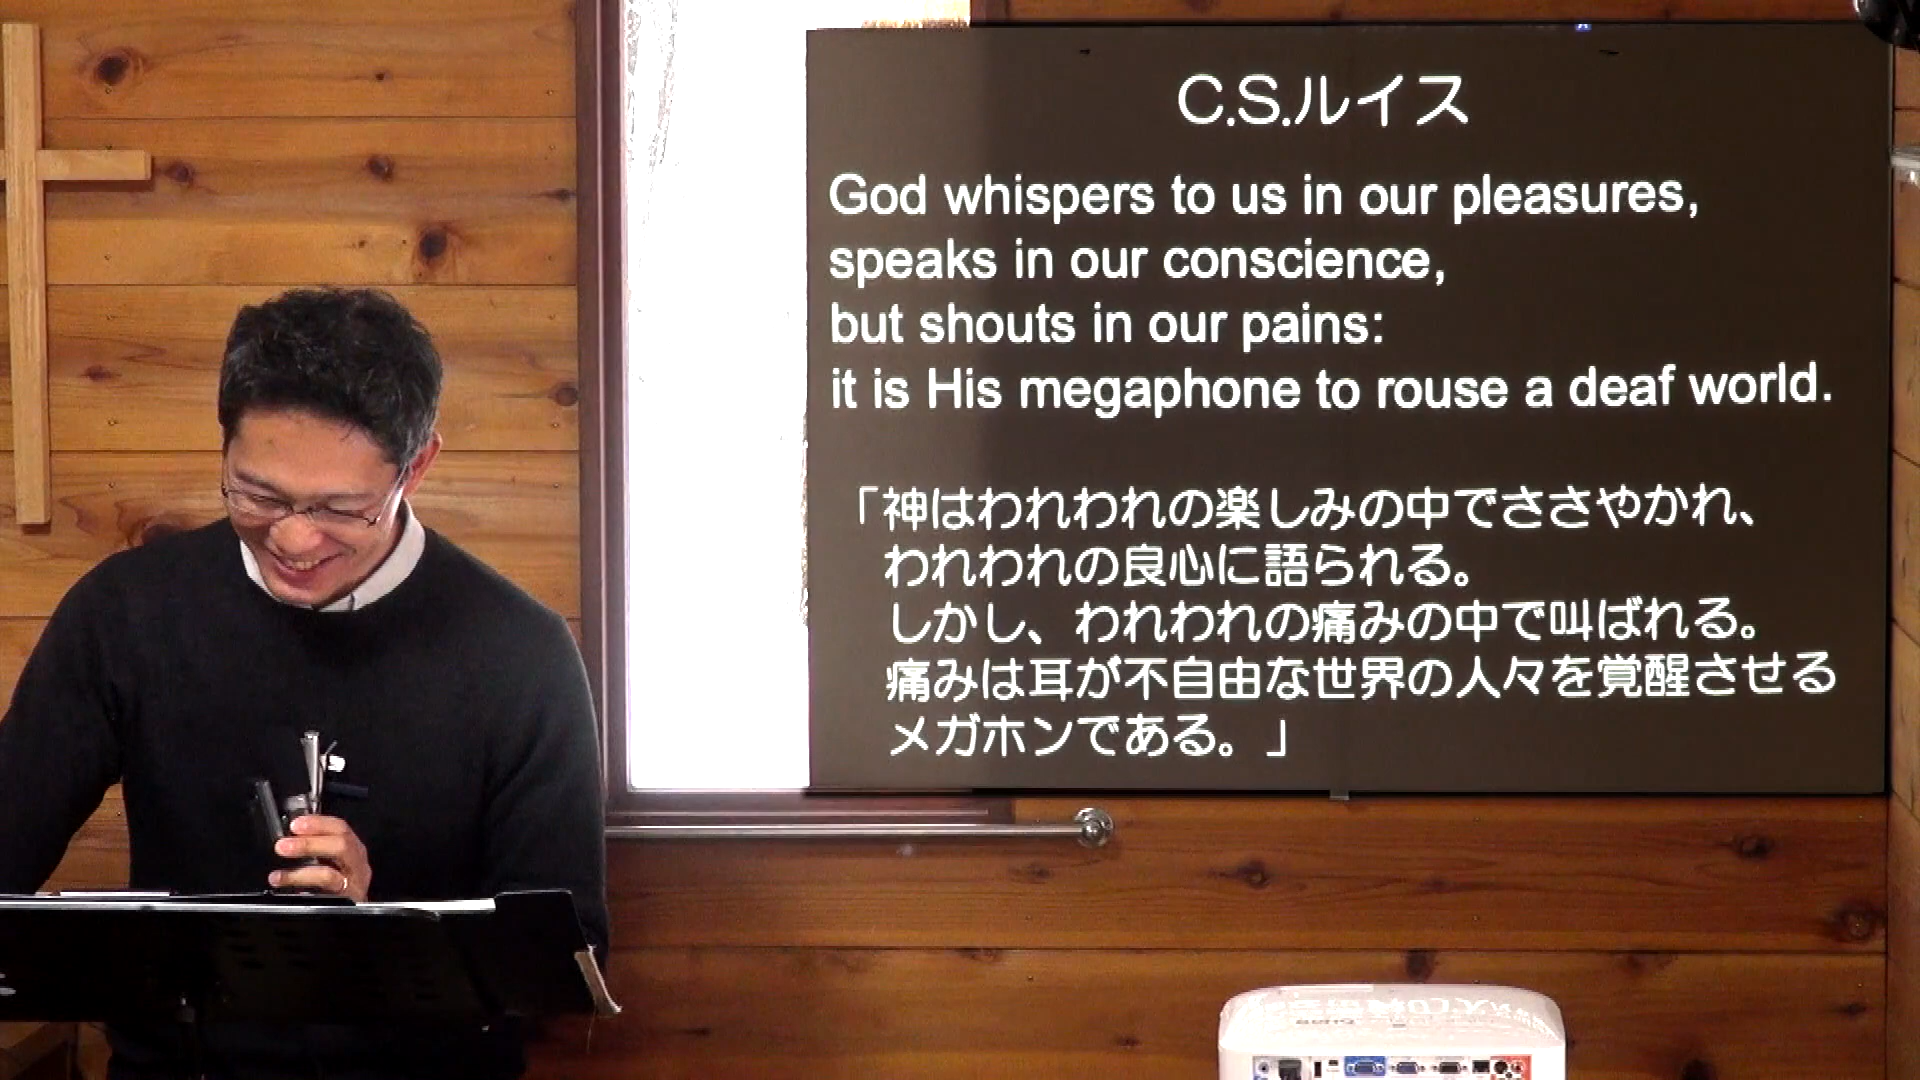 C.S.ルイス
God whispers to us in our pleasures,
speaks in our conscience,
but shouts in our pains:
it is His megaphone to rouse a deaf world.
「神はわれわれの楽しみの中でささやかれ、
われわれの良心に語られる。
しかし、われわれの痛みの中で叫ばれる。
痛みは耳が不自由な世界の人々を覚醒させる
メガホンである。」